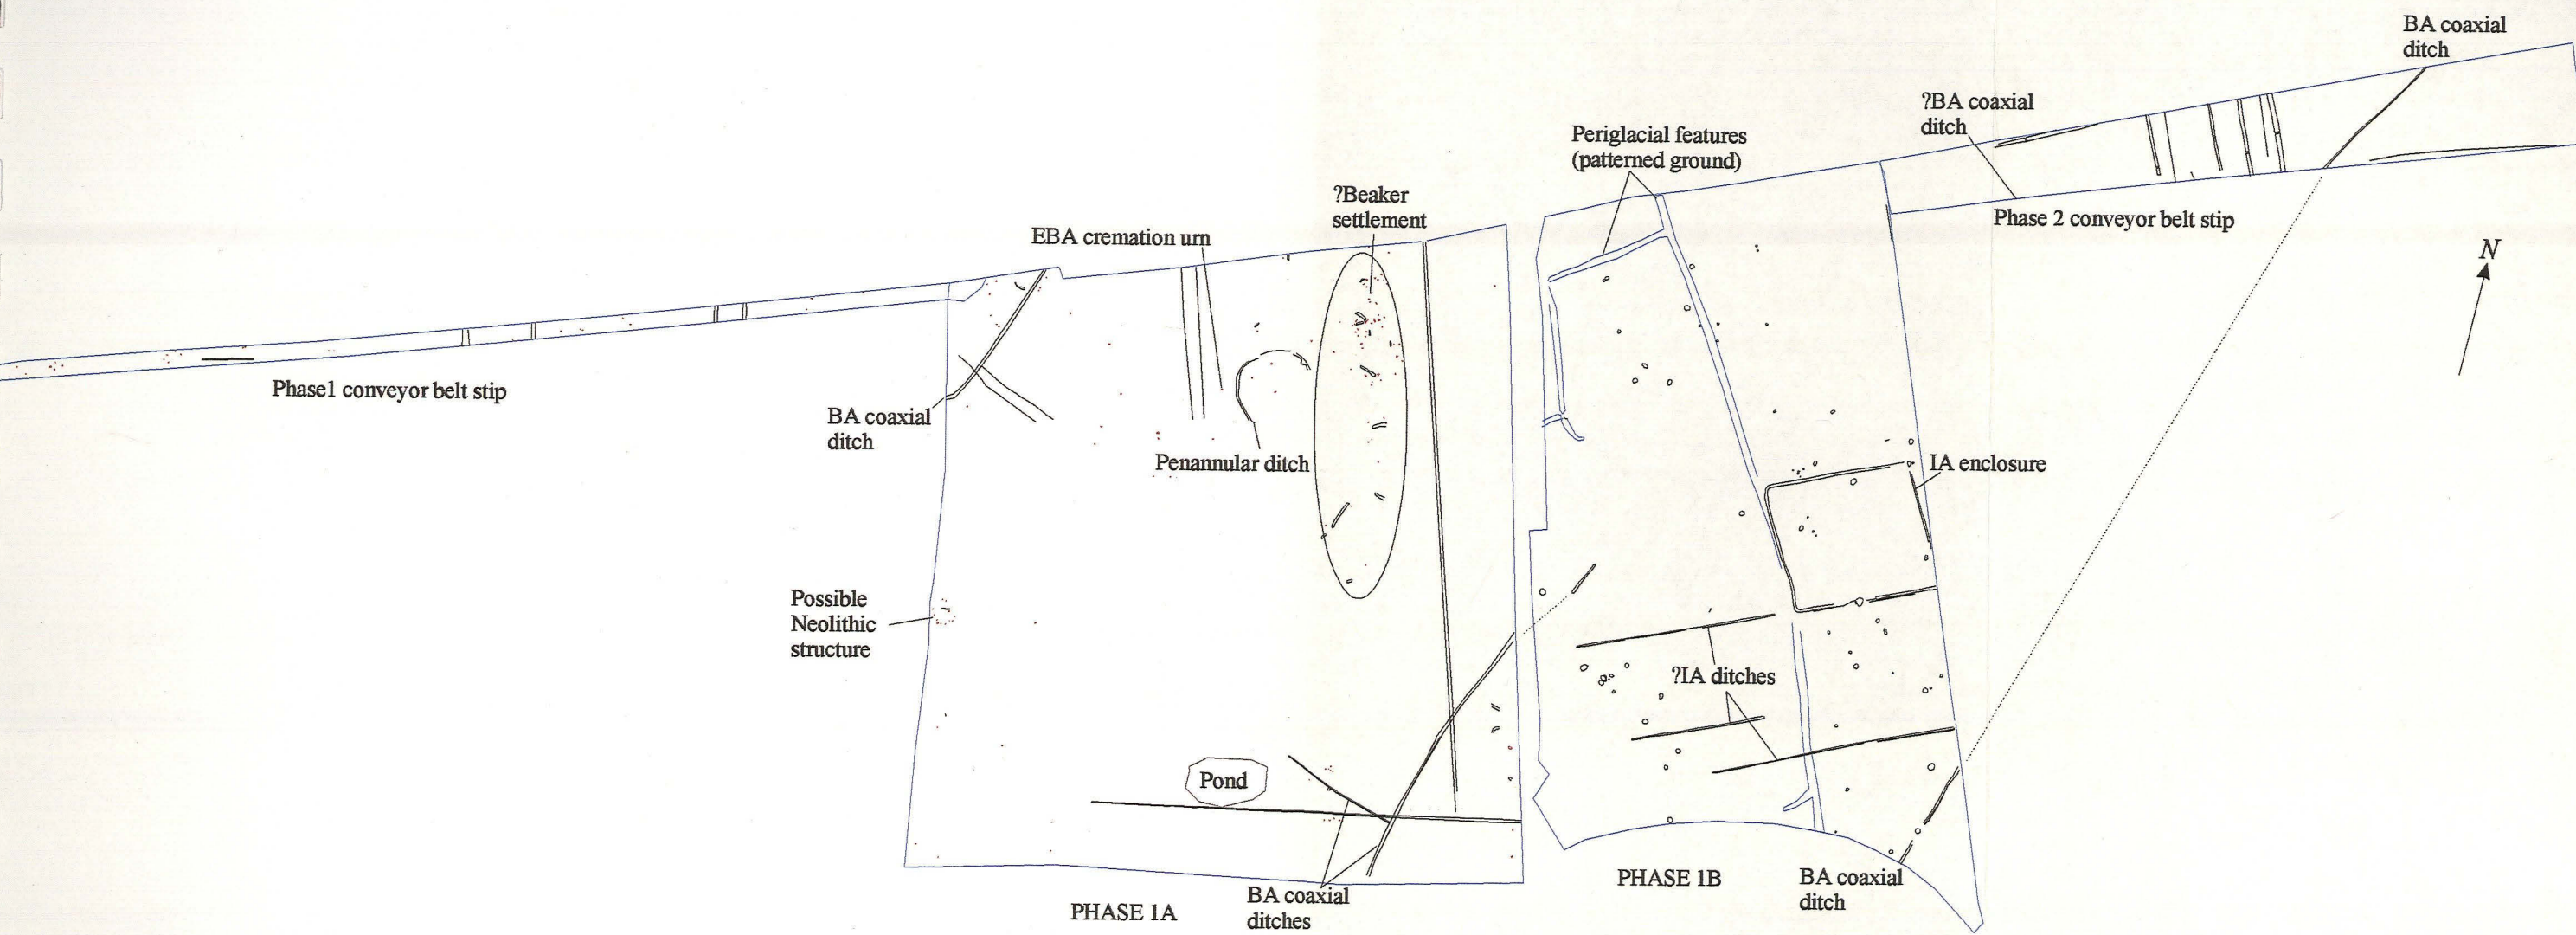 BA coaxial
ditch
?BA coaxial
ditch
Periglacial features
(patterned ground)
?Beaker
settlement
EBA cremation urn
Phase 2 conveyor belt stip
N
Phase1 conveyor belt stip
BA coaxial
ditch
Penannular ditch
IA enclosure
Possible
Neolithic
structure
?IA ditches
Pond
PHASE 1B
BA coaxial
ditch
BA coaxial
ditches
PHASE 1A